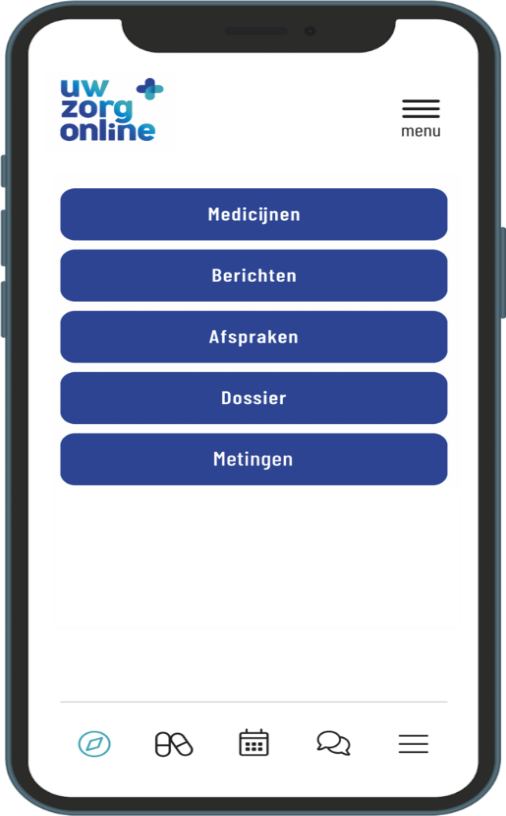 uw
zorg
online
menu
Medicijnen
Berichten
Afspraken
Dossier
Metingen